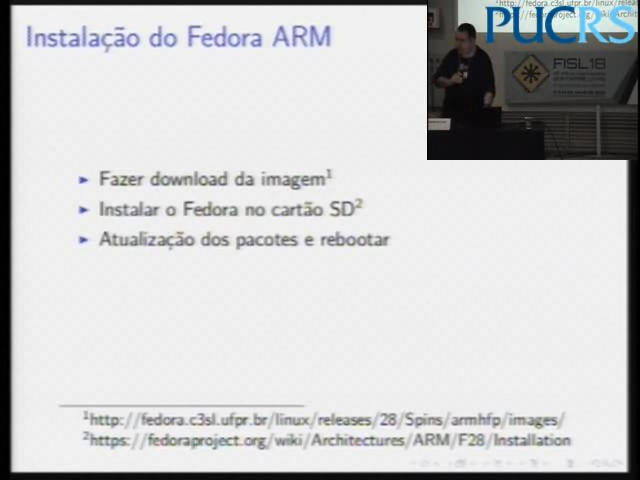 Instalação do Fedora ARM
PUCRS
FISL18
Fazer download da imagem1
Instalar o Fedora no cartão SD2
Atualização dos pacotes e rebootar
1http://fedora.c3sl.ufpr.br/linux/releases/28/Spins/armhfp/images/
2https://fedoraproject.org/wiki/Architectures/ARM/F28/Installation